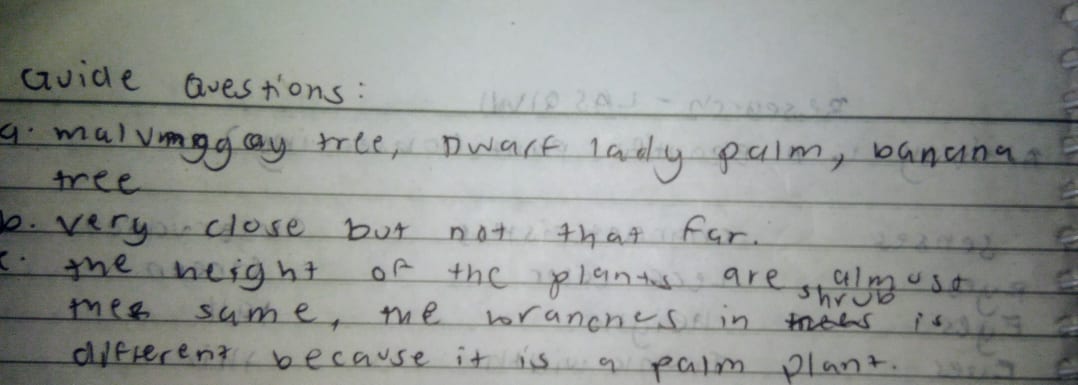 Guide Questions:
a. malumggay tree, Dwarf lady palm, banana
tree
b. very close but not that far.
c. the height of the plants are almost
the same, the branches in shrub is
different because it is a palm plant.